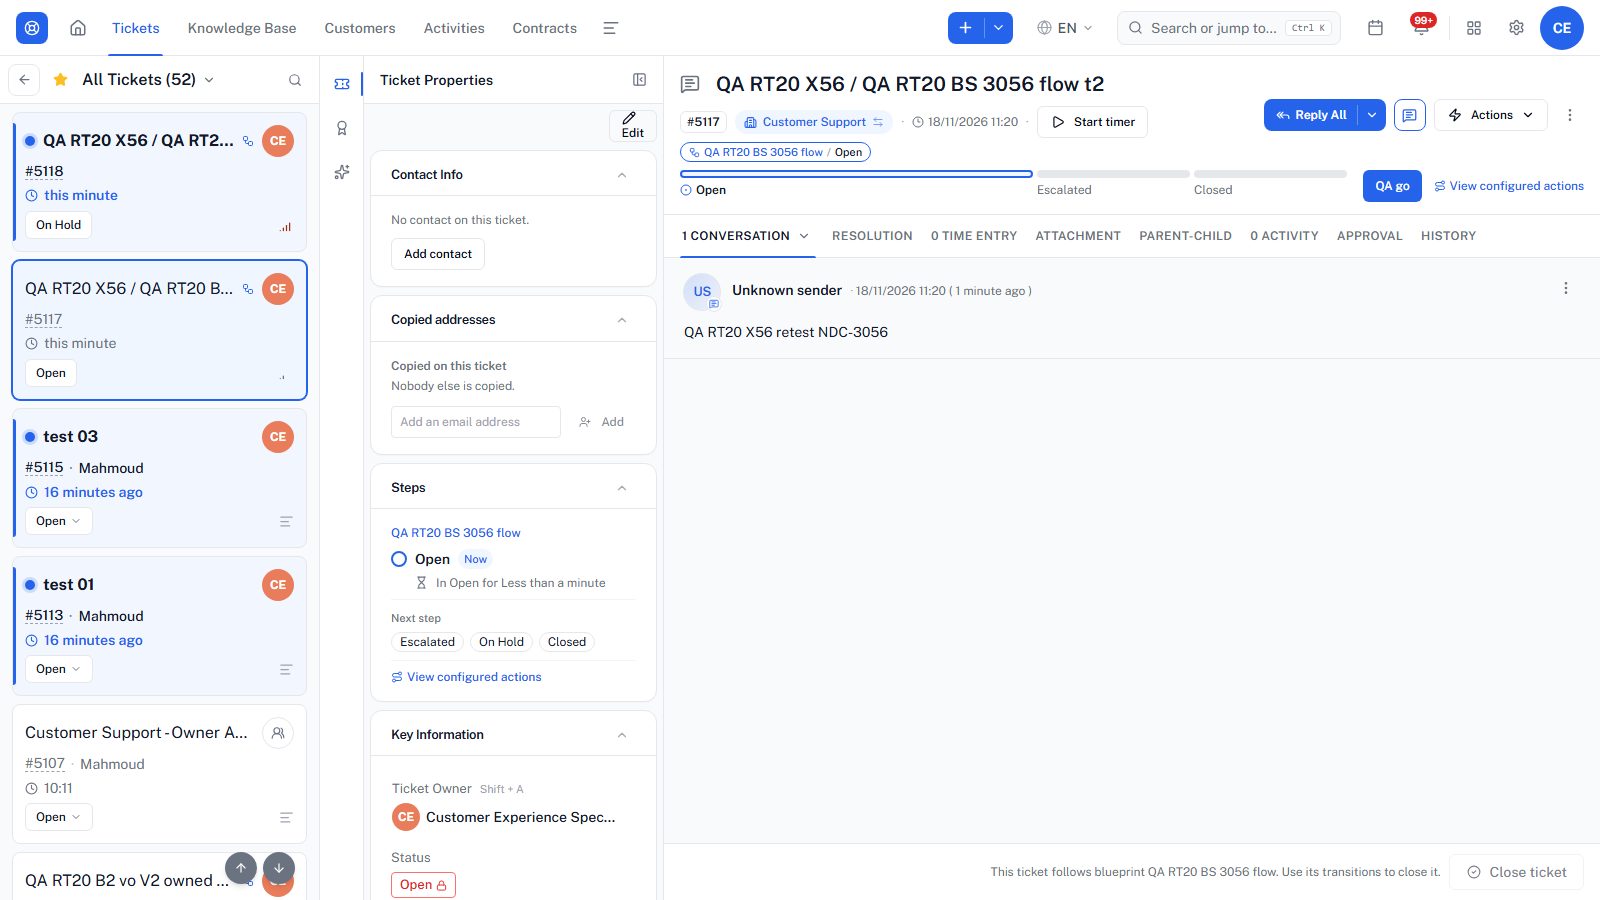 Tickets
Knowledge Base
Customers
Activities
Contracts
EN
Search or jump to...
Ctrl K
99+
CE
All Tickets (52)
QA RT20 X56 / QA RT2...
CE
#5118
this minute
On Hold
QA RT20 X56 / QA RT20 B...
CE
#5117
this minute
Open
test 03
CE
#5115 · Mahmoud
16 minutes ago
Open
test 01
CE
#5113 · Mahmoud
16 minutes ago
Open
Customer Support - Owner A...
#5107 · Mahmoud
10:11
Open
QA RT20 B2 vo V2 owned ...
Ticket Properties
Edit
Contact Info
No contact on this ticket.
Add contact
Copied addresses
Copied on this ticket
Nobody else is copied.
Add an email address
Add
Steps
QA RT20 BS 3056 flow
Open Now
In Open for Less than a minute
Next step
Escalated
On Hold
Closed
View configured actions
Key Information
Ticket Owner Shift + A
CE Customer Experience Spec...
Status
Open
QA RT20 X56 / QA RT20 BS 3056 flow t2
#5117
Customer Support
· 18/11/2026 11:20 ·
Start timer
Reply All
Actions
QA RT20 BS 3056 flow / Open
Open
Escalated
Closed
QA go
View configured actions
1 CONVERSATION
RESOLUTION
0 TIME ENTRY
ATTACHMENT
PARENT-CHILD
0 ACTIVITY
APPROVAL
HISTORY
US
Unknown sender · 18/11/2026 11:20 ( 1 minute ago )
QA RT20 X56 retest NDC-3056
This ticket follows blueprint QA RT20 BS 3056 flow. Use its transitions to close it.
Close ticket